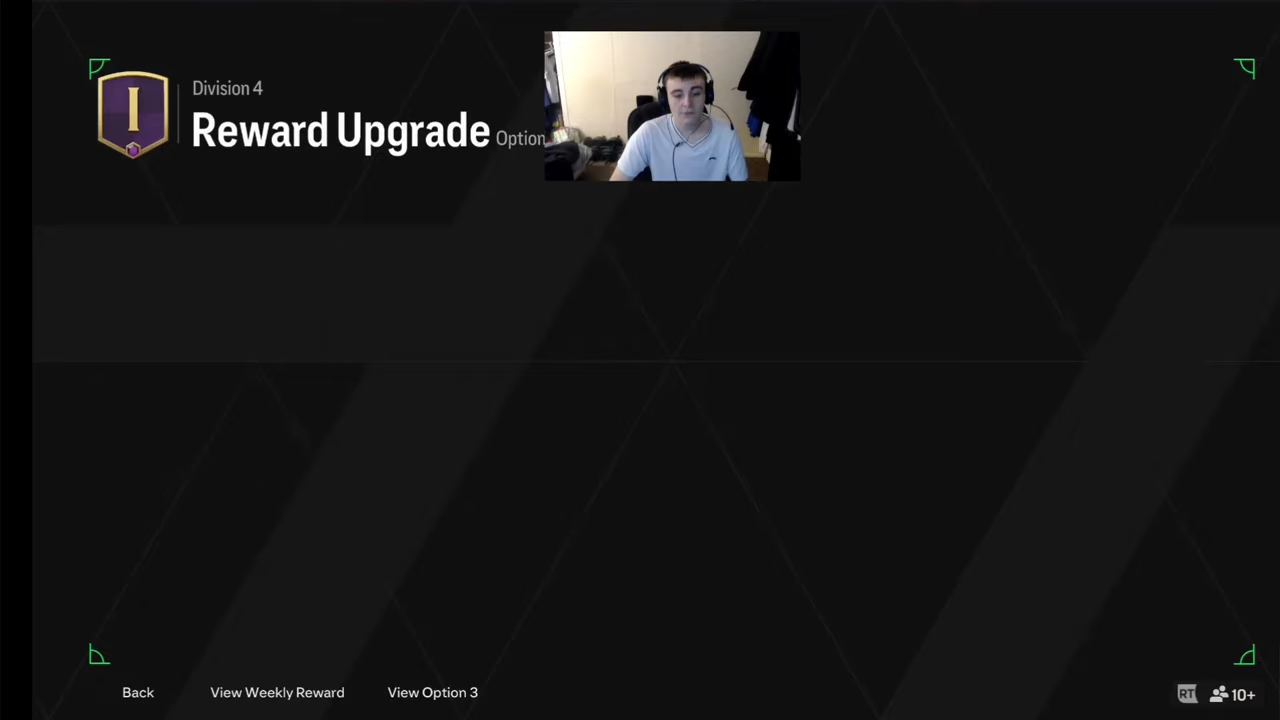 Division 4
I
Reward Upgrade Option
Back
View Weekly Reward
View Option 3
RT
10+